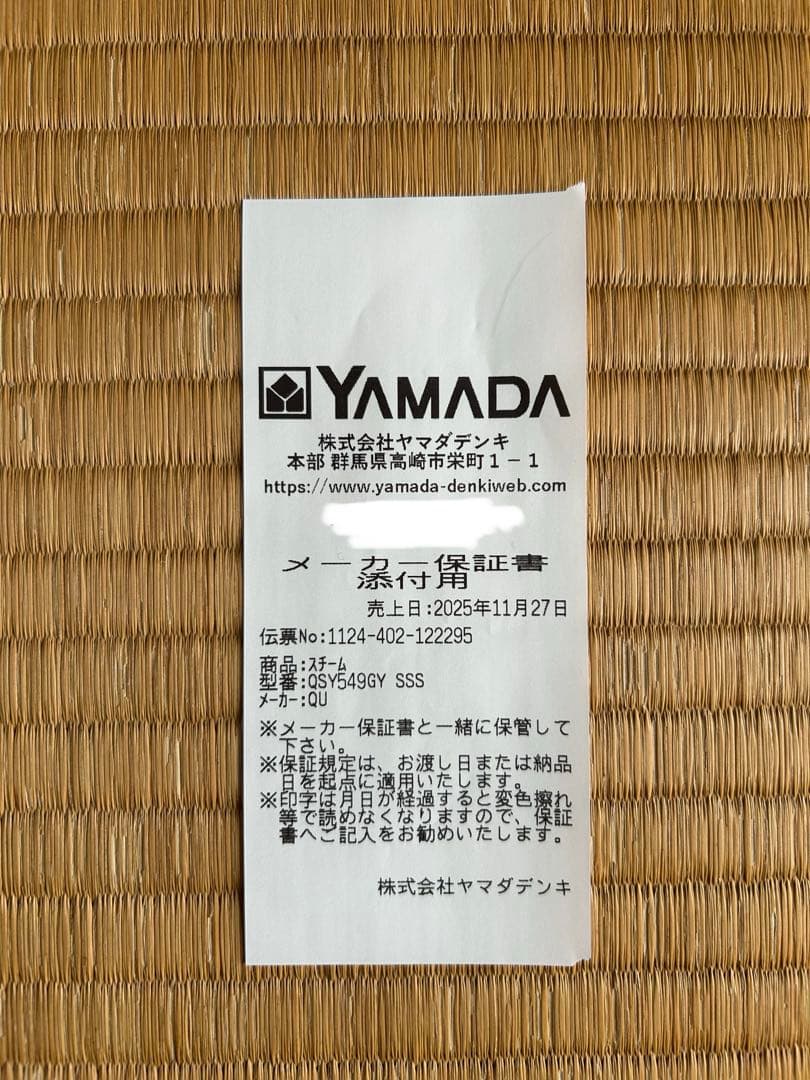 YAMADA
株式会社ヤマダデンキ
本部 群馬県高崎市栄町1-1
https://www.yamada-denkiweb.com
メーカー保証書
添付用
売上日:2025年11月27日
伝票No:1124-402-122295
商品:ｽﾁｰﾑ
型番:QSY549GY SSS
ﾒｰｶｰ:QU
※メーカー保証書と一緒に保管して
下さい。
※保証規定は、お渡し日または納品
日を起点に適用いたします。
※印字は月日が経過すると変色擦れ
等で読めなくなりますので、保証
書へご記入をお勧めいたします。
株式会社ヤマダデンキ